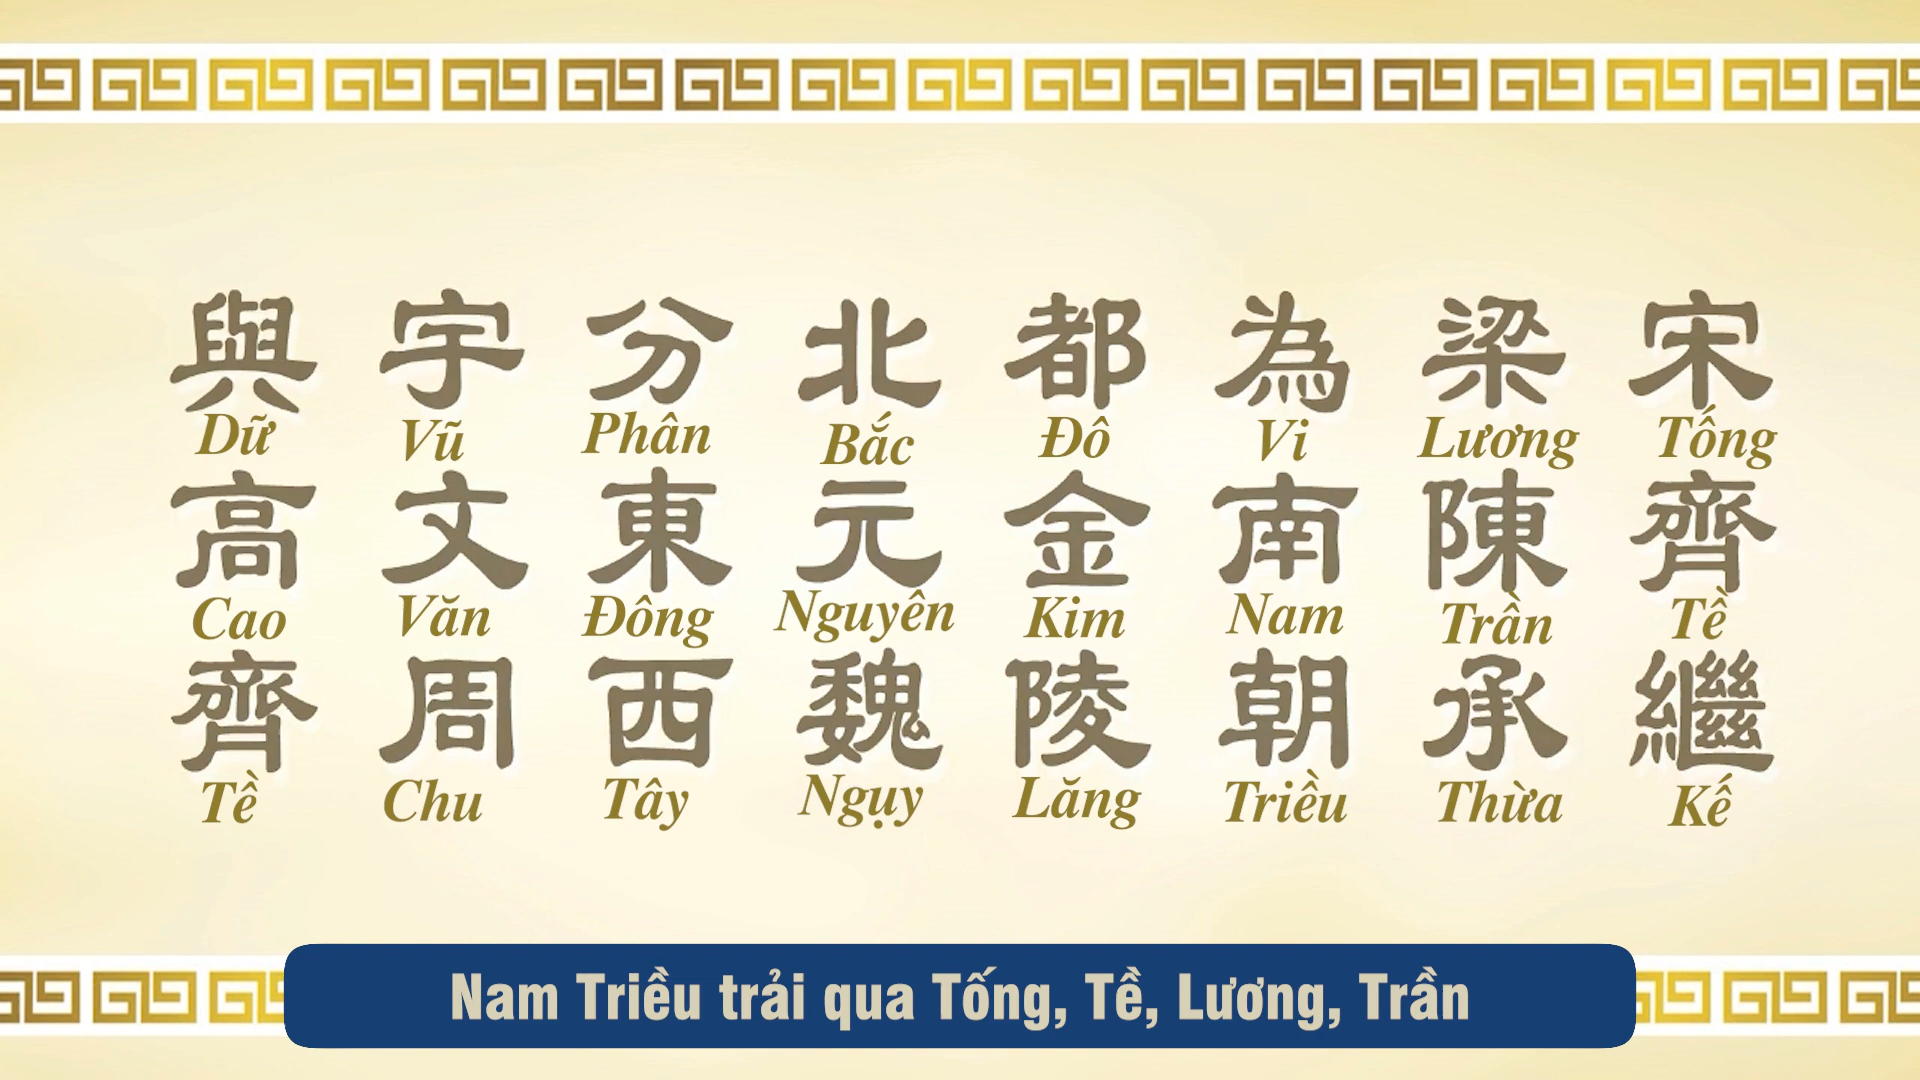 宋齊繼
Tống Tề Kế
梁陳承
Lương Trần Thừa
為南朝
Vi Nam Triều
都金陵
Đô Kim Lăng
北元魏
Bắc Nguyên Ngụy
分東西
Phân Đông Tây
宇文周
Vũ Văn Chu
與高齊
Dữ Cao Tề
Nam Triều trải qua Tống, Tề, Lương, Trần